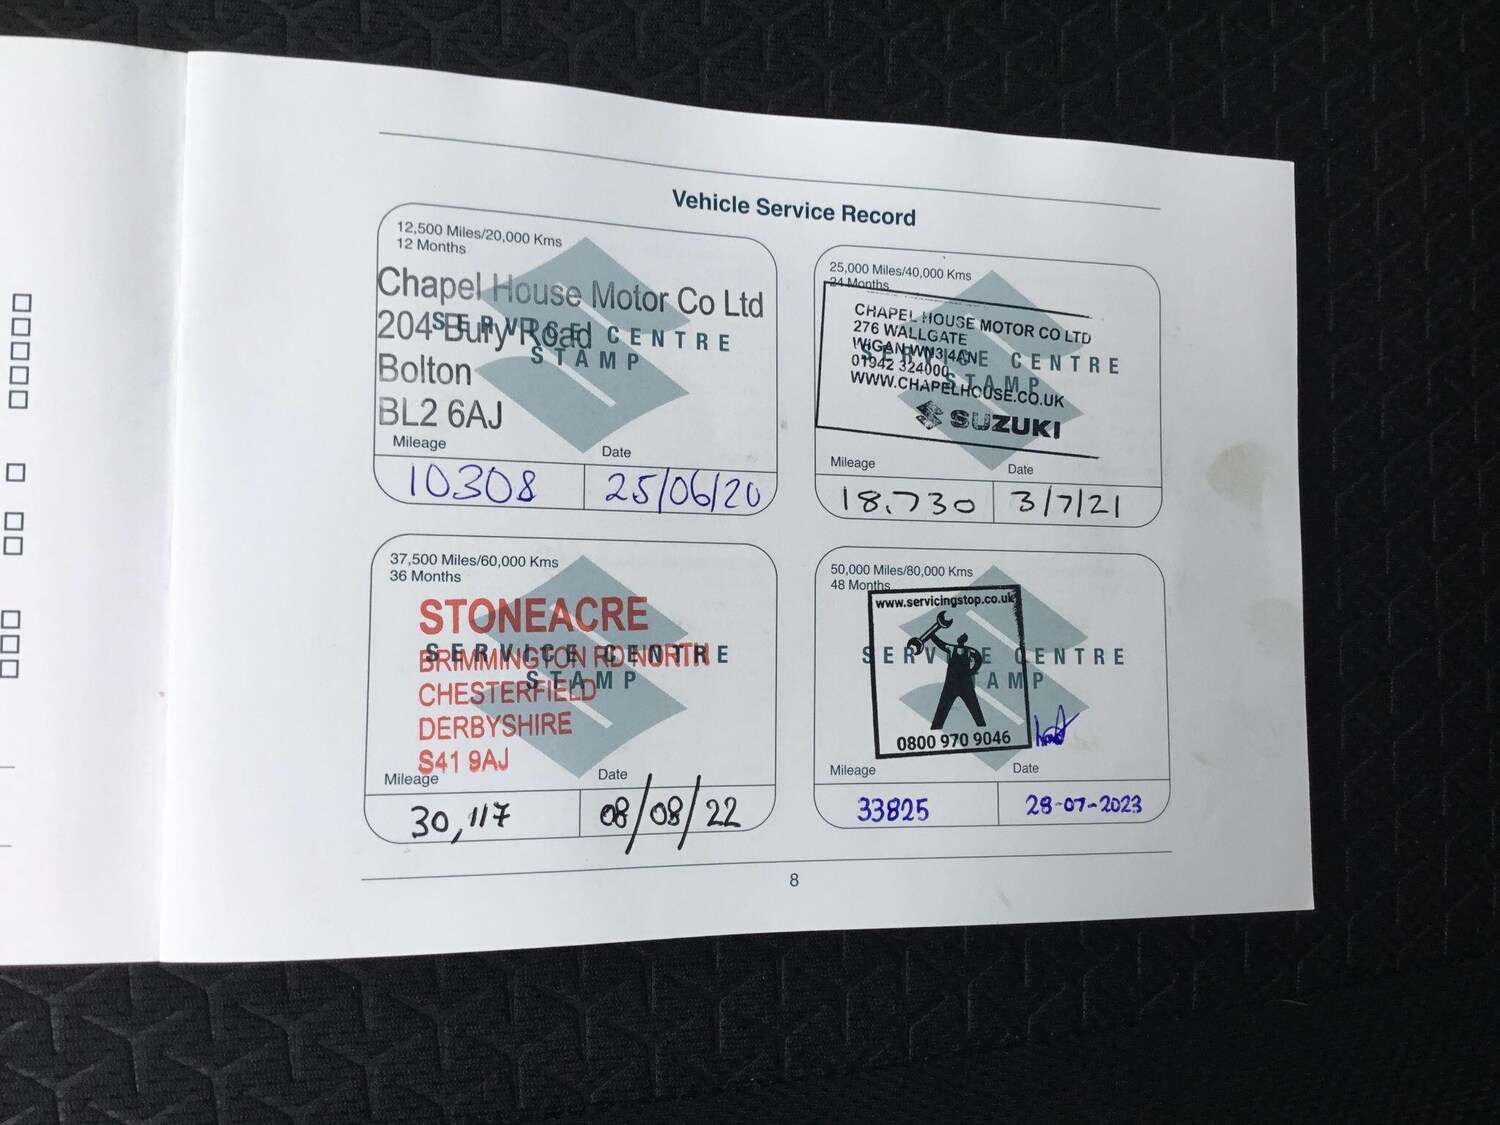 Vehicle Service Record
12,500 Miles/20,000 Kms
12 Months
SERVICE CENTRE
STAMP
Chapel House Motor Co Ltd
204 Bury Road
Bolton
BL2 6AJ
Mileage
Date
10308
25/06/20
25,000 Miles/40,000 Kms
24 Months
SERVICE CENTRE
STAMP
CHAPEL HOUSE MOTOR CO LTD
276 WALLGATE
WIGAN WN3 4AN
01942 324000
WWW.CHAPELHOUSE.CO.UK
SUZUKI
Mileage
Date
18,730
3/7/21
37,500 Miles/60,000 Kms
36 Months
SERVICE CENTRE
STAMP
STONEACRE
BRIMMINGTON RD NORTH
CHESTERFIELD
DERBYSHIRE
S41 9AJ
Mileage
Date
30,117
08/08/22
50,000 Miles/80,000 Kms
48 Months
SERVICE CENTRE
STAMP
www.servicingstop.co.uk
0800 970 9046
Mileage
Date
33825
28-07-2023
8